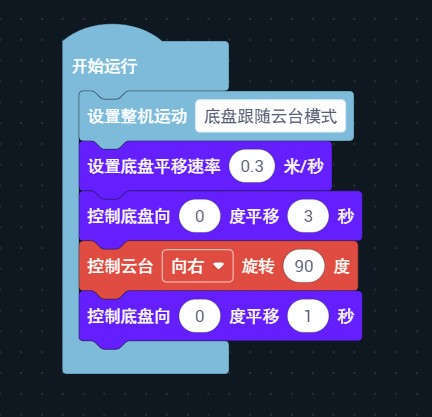 开始运行
设置整机运动 底盘跟随云台模式
设置底盘平移速率 0.3 米/秒
控制底盘向 0 度平移 3 秒
控制云台 向右 旋转 90 度
控制底盘向 0 度平移 1 秒